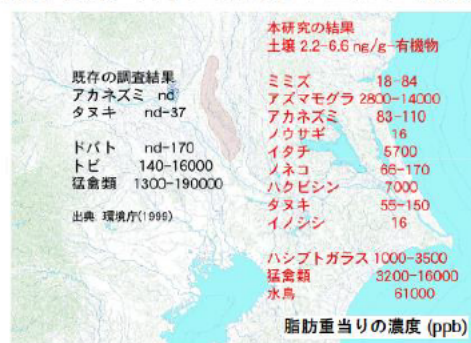 既存の調査結果
アカネズミ nd
タヌキ nd-37
ドバト nd-170
トビ 140-16000
猛禽類 1300-190000
出典 環境庁(1999)
本研究の結果
土壌 2.2-6.6 ng/g-有機物
ミミズ 18-84
アズマモグラ 2800-14000
アカネズミ 83-110
ノウサギ 16
イタチ 5700
ノネコ 66-170
ハクビシン 7000
タヌキ 55-150
イノシシ 16
ハシブトガラス 1000-3500
猛禽類 3200-16000
水鳥 61000
脂肪重当りの濃度 (ppb)